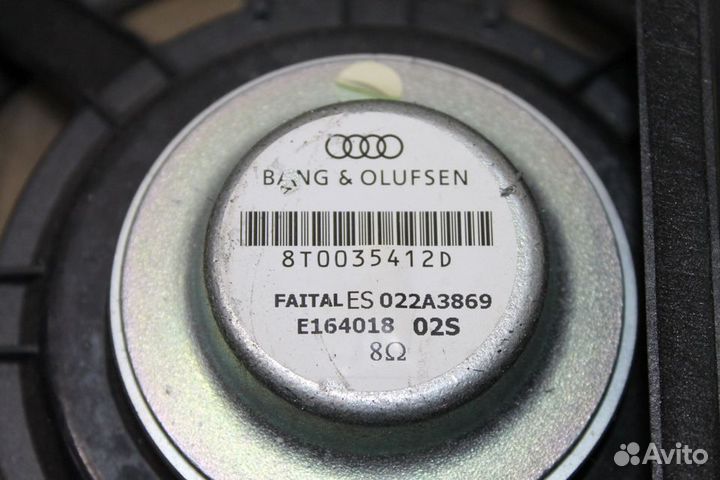 BANG & OLUFSEN
8T0035412D
FAITAL ES 022A3869
E164018 02S
8Ω
Avito